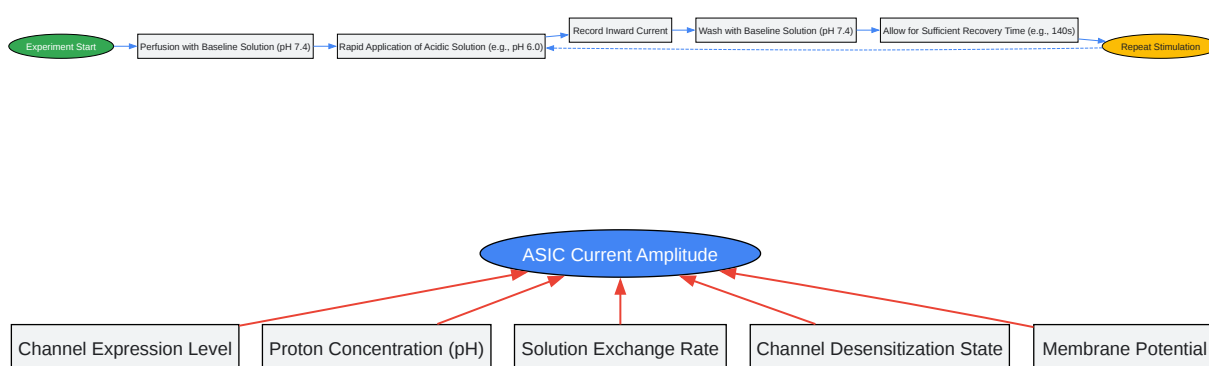 Experiment Start
Perfusion with Baseline Solution (pH 7.4)
Rapid Application of Acidic Solution (e.g., pH 6.0)
Record Inward Current
Wash with Baseline Solution (pH 7.4)
Allow for Sufficient Recovery Time (e.g., 140s)
Repeat Stimulation
ASIC Current Amplitude
Channel Expression Level
Proton Concentration (pH)
Solution Exchange Rate
Channel Desensitization State
Membrane Potential